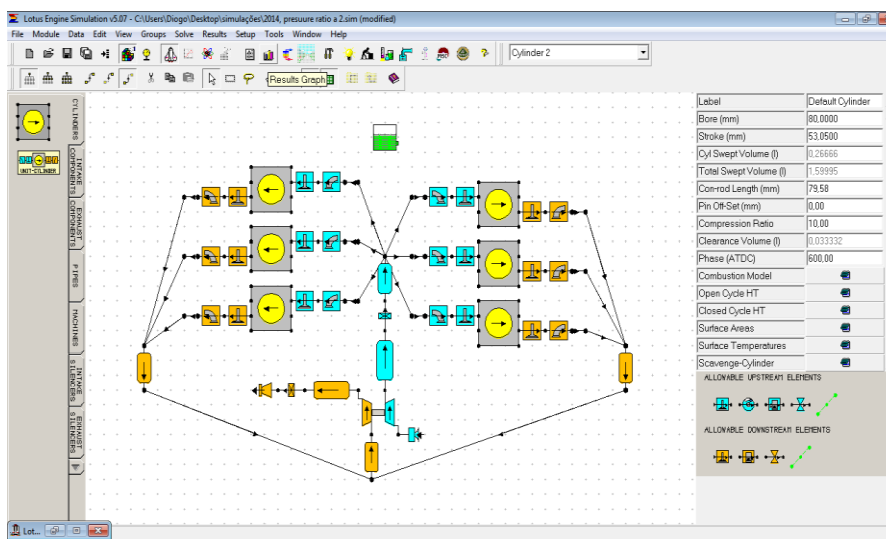 Lotus Engine Simulation v5.07 - C:\Users\Diogo\Desktop\simulações\2014, presuure ratio a 2.sim (modified)
File Module Data Edit View Groups Solve Results Setup Tools Window Help
Cylinder 2
Results Graph
CYLINDERS
UNIT-CYLINDER
INTAKE COMPONENTS
EXHAUST COMPONENTS
PIPES
MACHINES
INTAKE SILENCERS
EXHAUST SILENCERS
Label Default Cylinder
Bore (mm) 80,0000
Stroke (mm) 53,0500
Cyl Swept Volume (l) 0,26666
Total Swept Volume (l) 1,59995
Con-rod Length (mm) 79,58
Pin Off-Set (mm) 0,00
Compression Ratio 10,00
Clearance Volume (l) 0,033332
Phase (ATDC) 600,00
Combustion Model
Open Cycle HT
Closed Cycle HT
Surface Areas
Surface Temperatures
Scavenge-Cylinder
ALLOWABLE UPSTREAM ELEMENTS
ALLOWABLE DOWNSTREAM ELEMENTS
Lot...